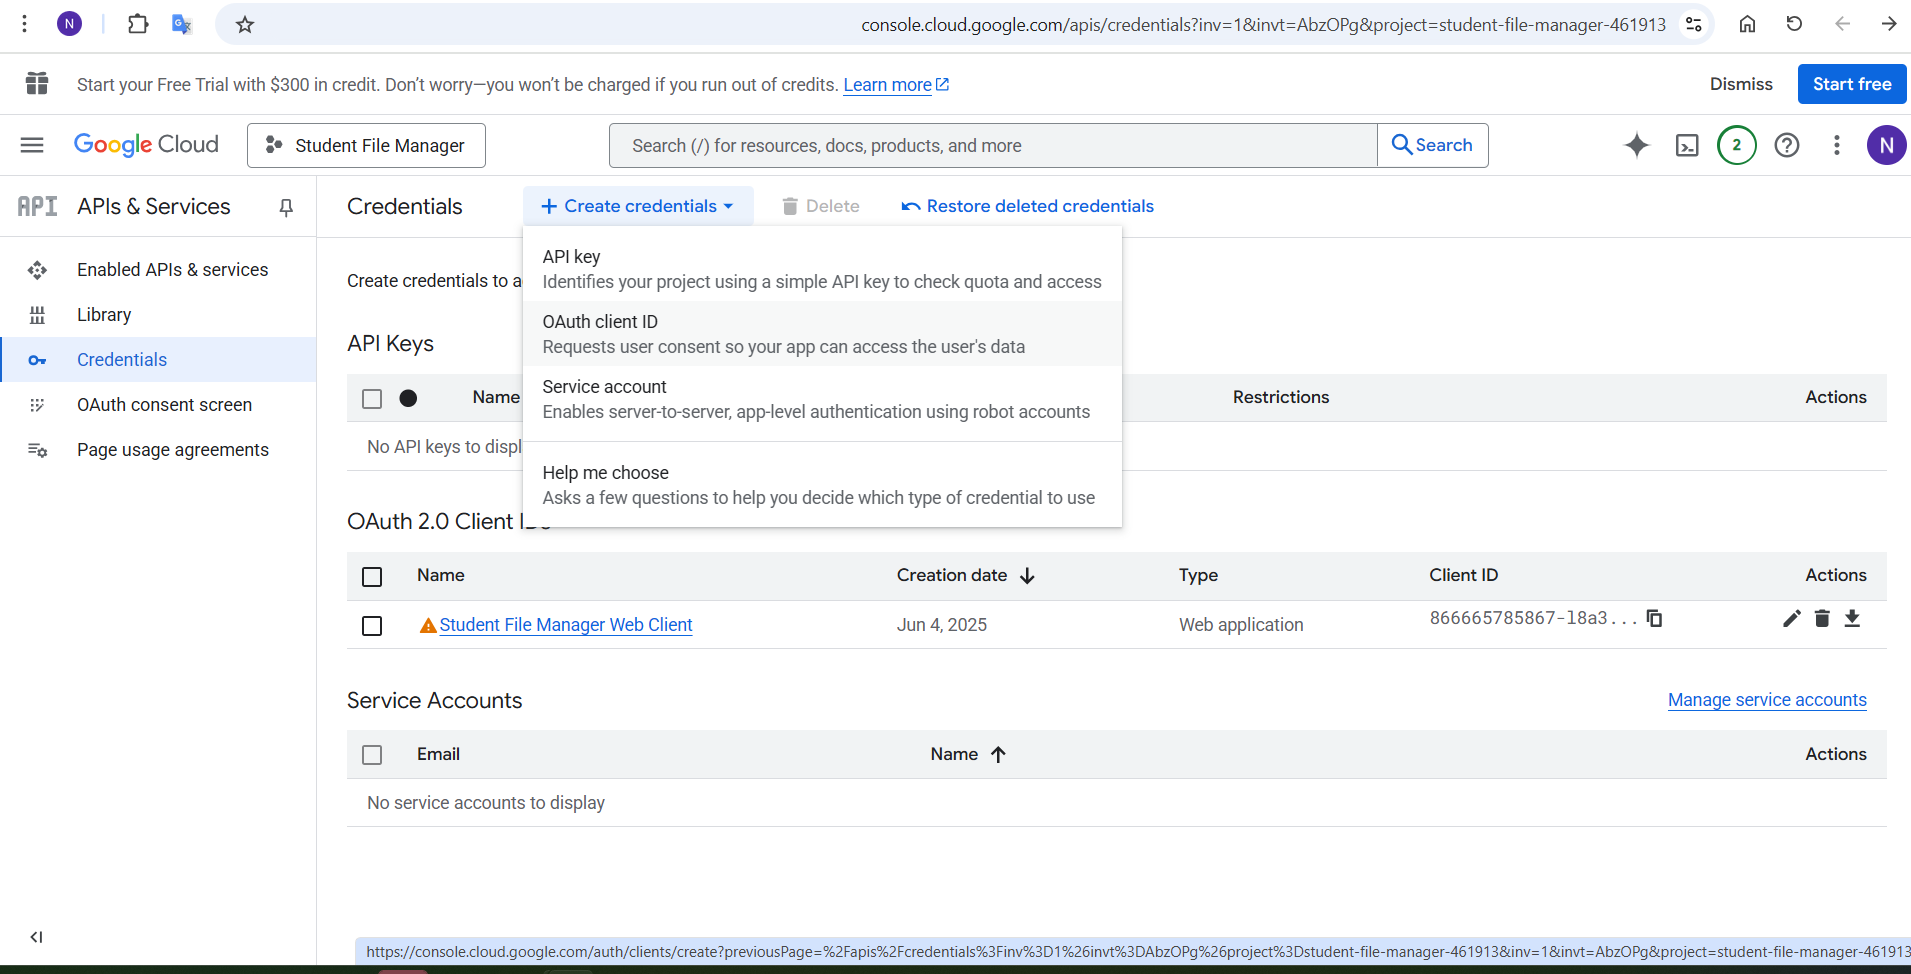 N
console.cloud.google.com/apis/credentials?inv=1&invt=AbzOPg&project=student-file-manager-461913
Start your Free Trial with $300 in credit. Don’t worry—you won’t be charged if you run out of credits. Learn more
Dismiss
Start free
Google Cloud
Student File Manager
Search (/) for resources, docs, products, and more
Search
2
N
API
APIs & Services
Credentials
Create credentials
Delete
Restore deleted credentials
Enabled APIs & services
Library
Credentials
OAuth consent screen
Page usage agreements
API key
Identifies your project using a simple API key to check quota and access
OAuth client ID
Requests user consent so your app can access the user's data
Service account
Enables server-to-server, app-level authentication using robot accounts
Help me choose
Asks a few questions to help you decide which type of credential to use
Create credentials to a
API Keys
Name
Restrictions
Actions
No API keys to displ
OAuth 2.0 Client IDs
Name
Creation date
Type
Client ID
Actions
Student File Manager Web Client
Jun 4, 2025
Web application
866665785867-l8a3...
Service Accounts
Manage service accounts
Email
Name
Actions
No service accounts to display
https://console.cloud.google.com/auth/clients/create?previousPage=%2Fapis%2Fcredentials%3Finv%3D1%26invt%3DAbzOPg%26project%3Dstudent-file-manager-461913&inv=1&invt=AbzOPg&project=student-file-manager-461913